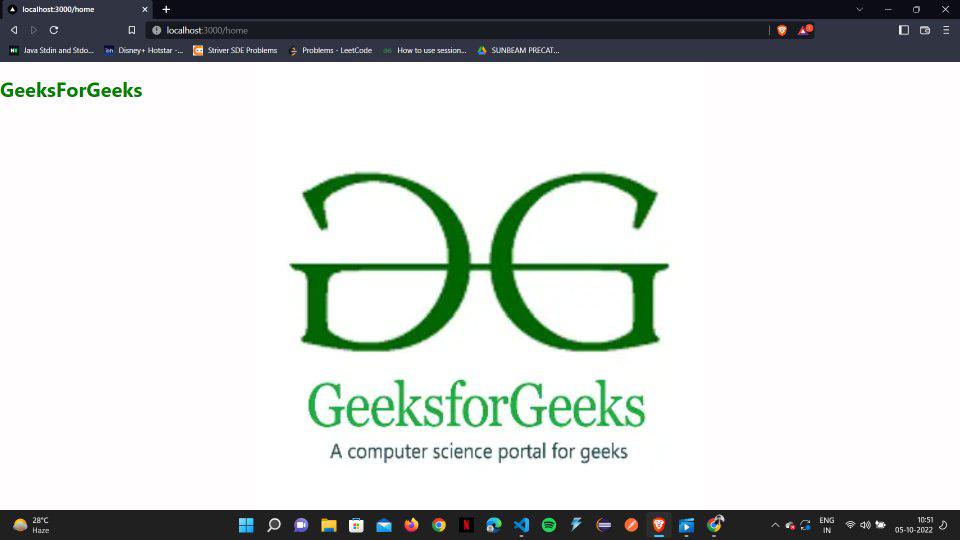 localhost:3000/home
localhost:3000/home
Java Stdin and Stdo...
Disney+ Hotstar -...
Striver SDE Problems
Problems - LeetCode
How to use session...
SUNBEAM PRECAT...
GeeksForGeeks
GeeksforGeeks
A computer science portal for geeks
28°C
Haze
ENG
IN
10:51
05-10-2022